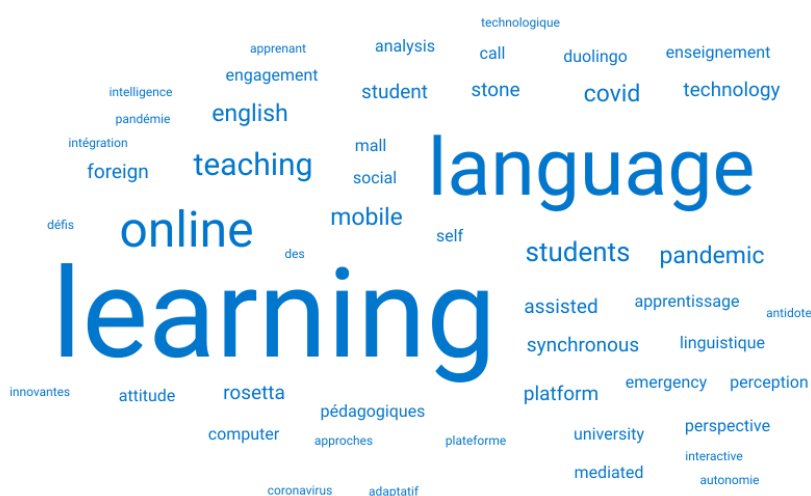 technologique
apprenant analysis call duolingo enseignement
intelligence engagement student stone covid technology
pandémie english
intégration mall language
foreign teaching social
défis online mobile self
des students pandemic
learning assisted apprentissage antidote
synchronous linguistique
innovantes attitude rosetta platform emergency perception
pédagogiques
computer approches plateforme university perspective
interactive
mediated autonomie
coronavirus adaptatif